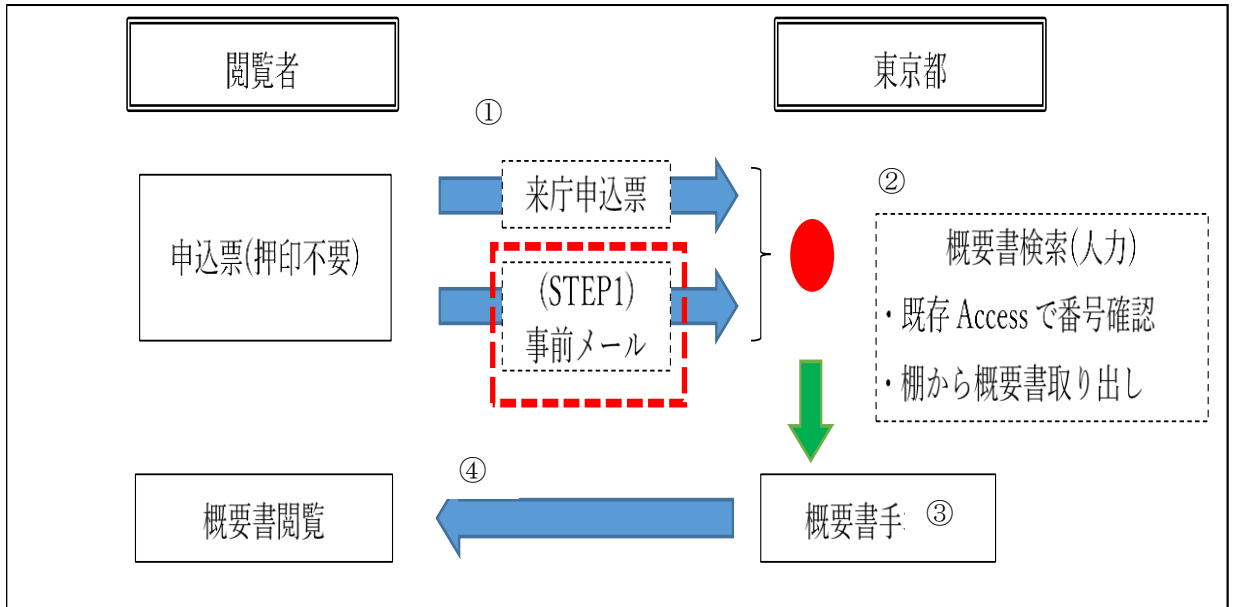 閲覧者
東京都
①
来庁申込票
②
申込票(押印不要)
(STEP1)
事前メール
概要書検索(人力)
・既存 Access で番号確認
・棚から概要書取り出し
④
概要書閲覧
概要書手
③